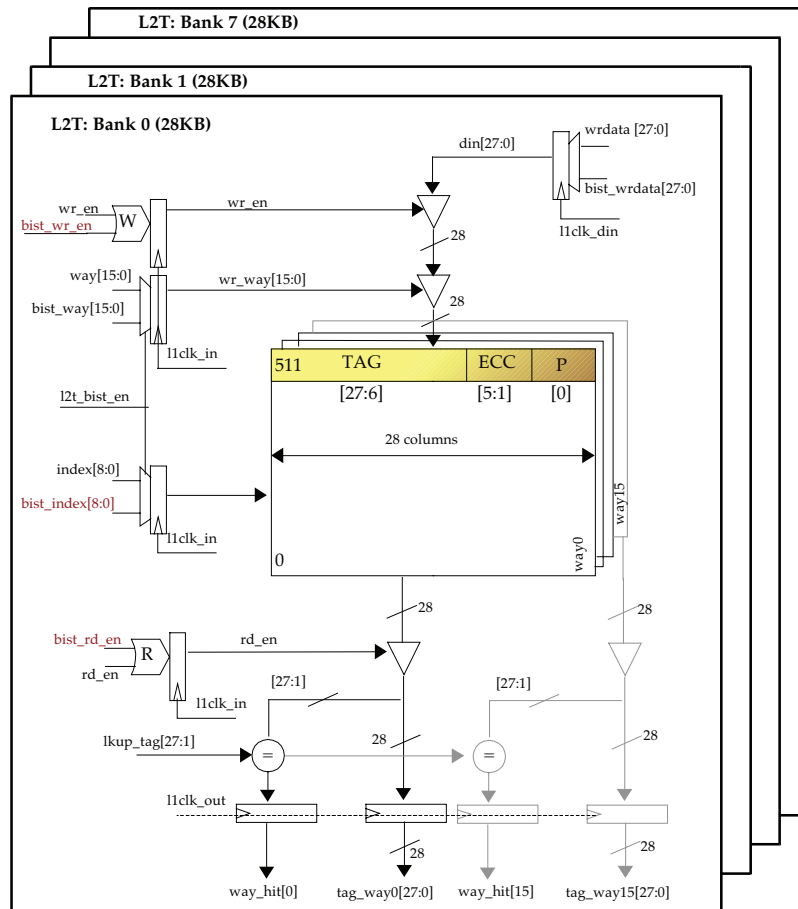 L2T: Bank 7 (28KB)
L2T: Bank 1 (28KB)
L2T: Bank 0 (28KB)
wrdata [27:0]
din[27:0]
bist_wrdata[27:0]
wr_en
wr_en
W
bist_wr_en
l1clk_din
28
way[15:0]
wr_way[15:0]
bist_way[15:0]
28
l1clk_in
511 TAG ECC P
[27:6] [5:1] [0]
l2t_bist_en
28 columns
index[8:0]
bist_index[8:0]
way15
l1clk_in
0
way0
28
28
bist_rd_en
rd_en
R
rd_en
[27:1]
[27:1]
l1clk_in
lkup_tag[27:1]
=
28
=
28
l1clk_out
28
28
way_hit[0]
tag_way0[27:0]
way_hit[15]
tag_way15[27:0]